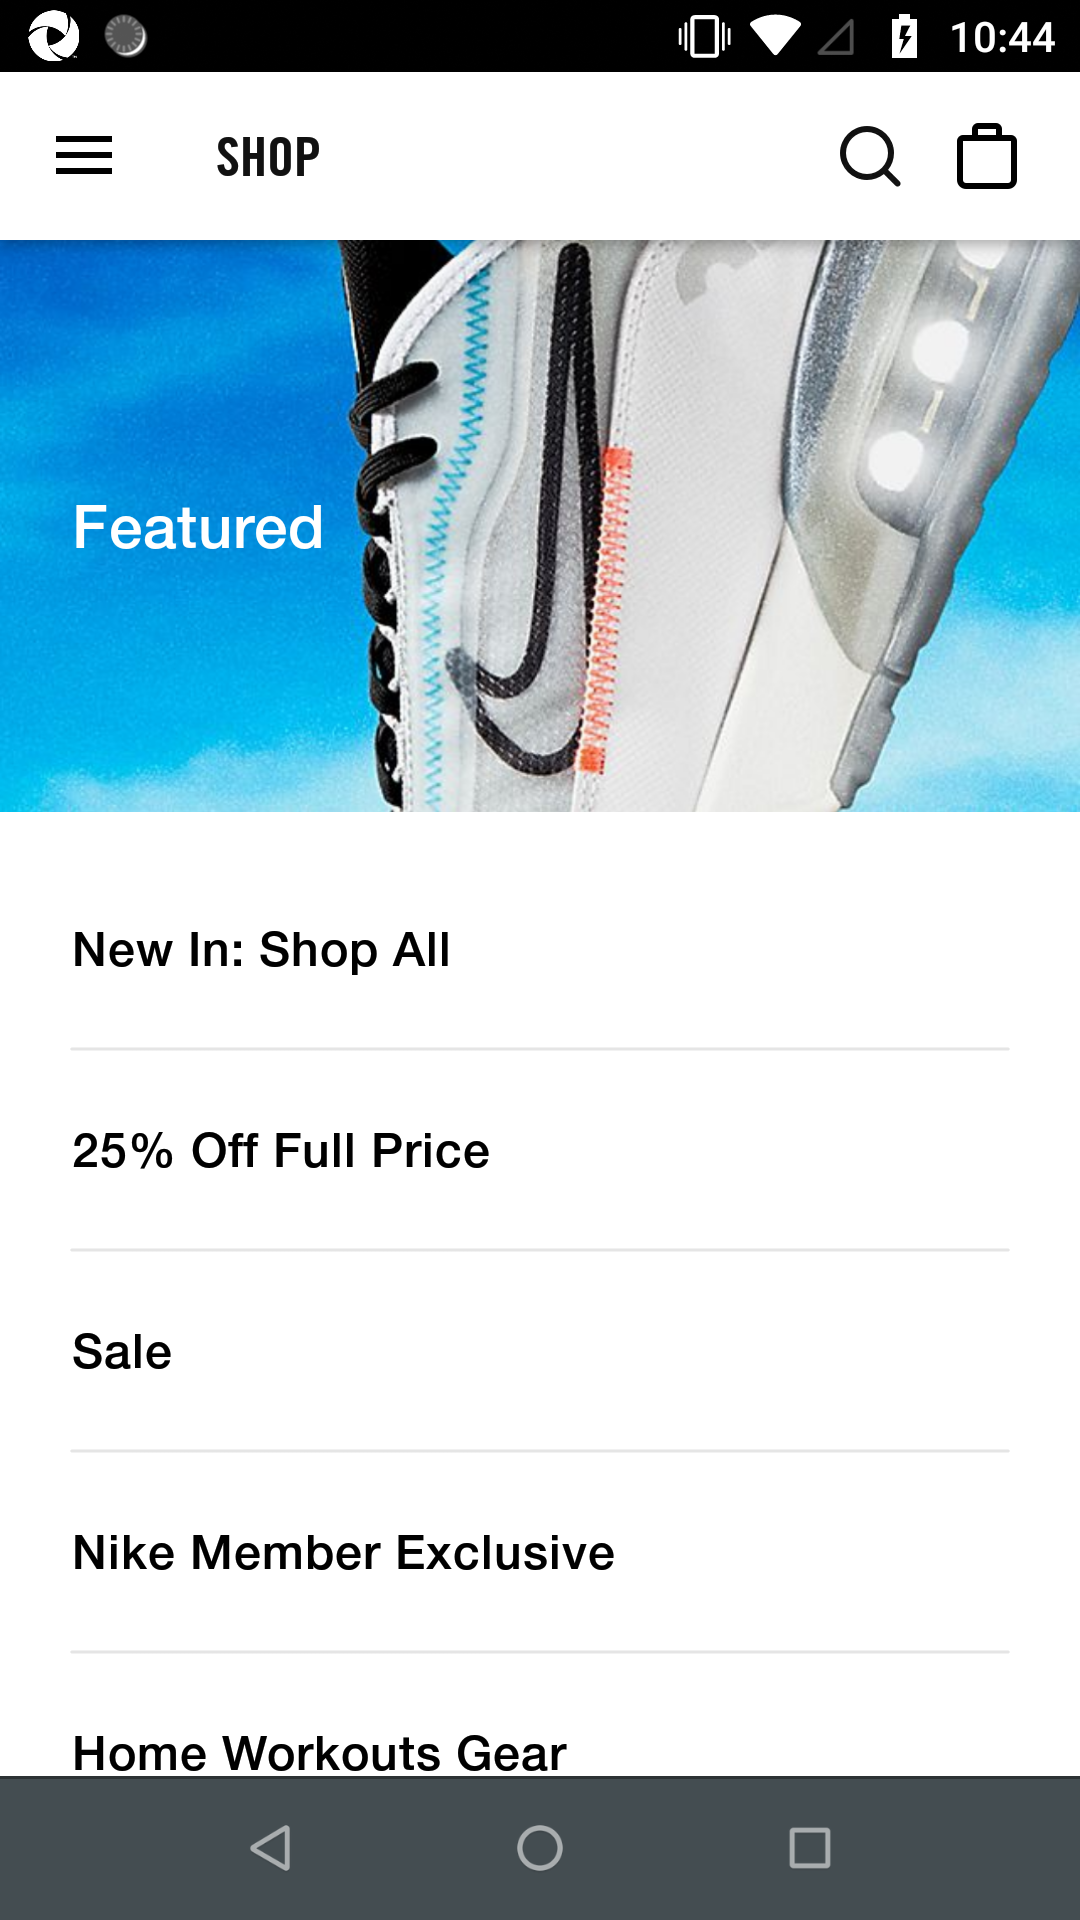 10:44
SHOP
Featured
New In: Shop All
25% Off Full Price
Sale
Nike Member Exclusive
Home Workouts Gear